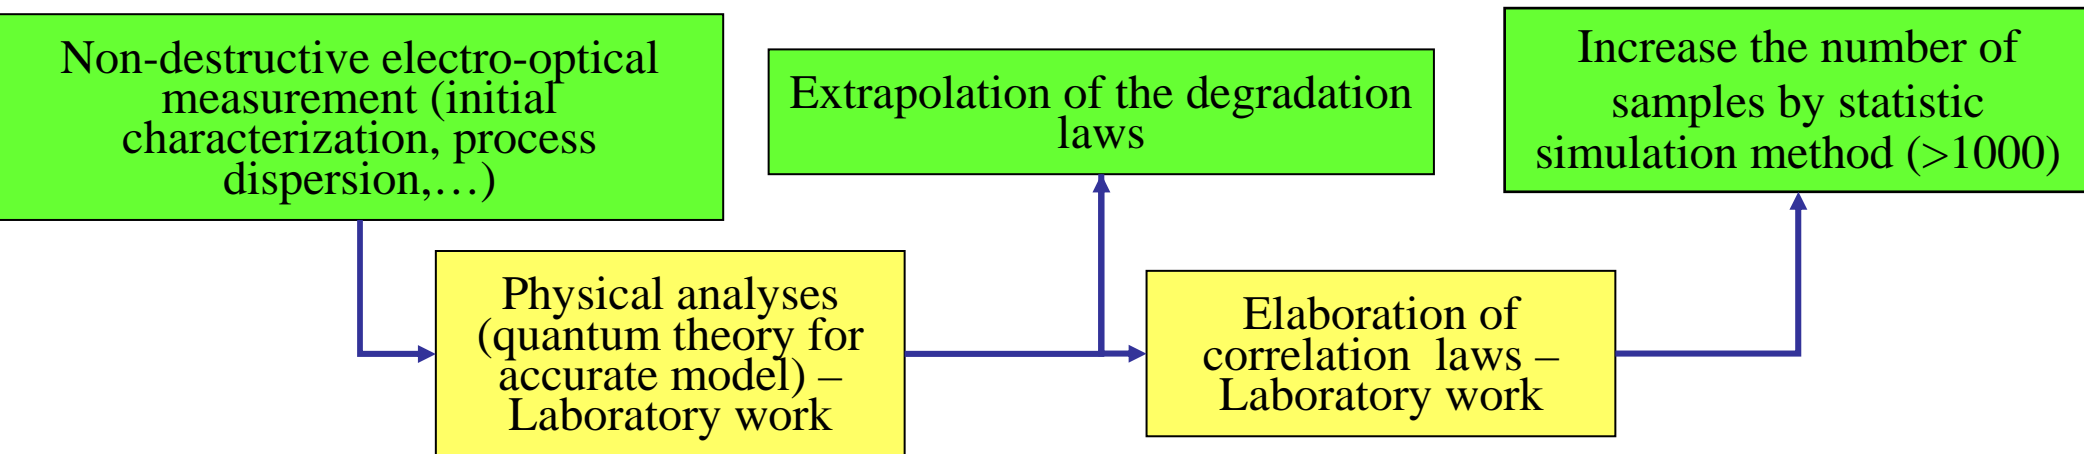 Non-destructive electro-optical
measurement (initial
characterization, process
dispersion,…)
Physical analyses
(quantum theory for
accurate model) –
Laboratory work
Extrapolation of the degradation
laws
Elaboration of
correlation  laws –
Laboratory work
Increase the number of
samples by statistic
simulation method (>1000)